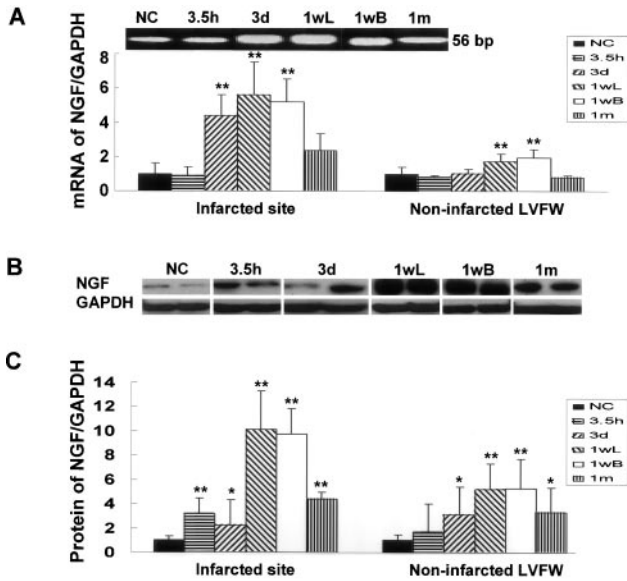 A
NC 3.5h 3d 1wL 1wB 1m
56 bp
mRNA of NGF/GAPDH
8
6
4
2
0
** ** **
** **
Infarcted site Non-infarcted LVFW
NC
3.5h
3d
1wL
1wB
1m
B
NC 3.5h 3d 1wL 1wB 1m
NGF
GAPDH
C
Protein of NGF/GAPDH
14
12
10
8
6
4
2
0
** * ** ** **
* ** ** *
Infarcted site Non-infarcted LVFW
NC
3.5h
3d
1wL
1wB
1m